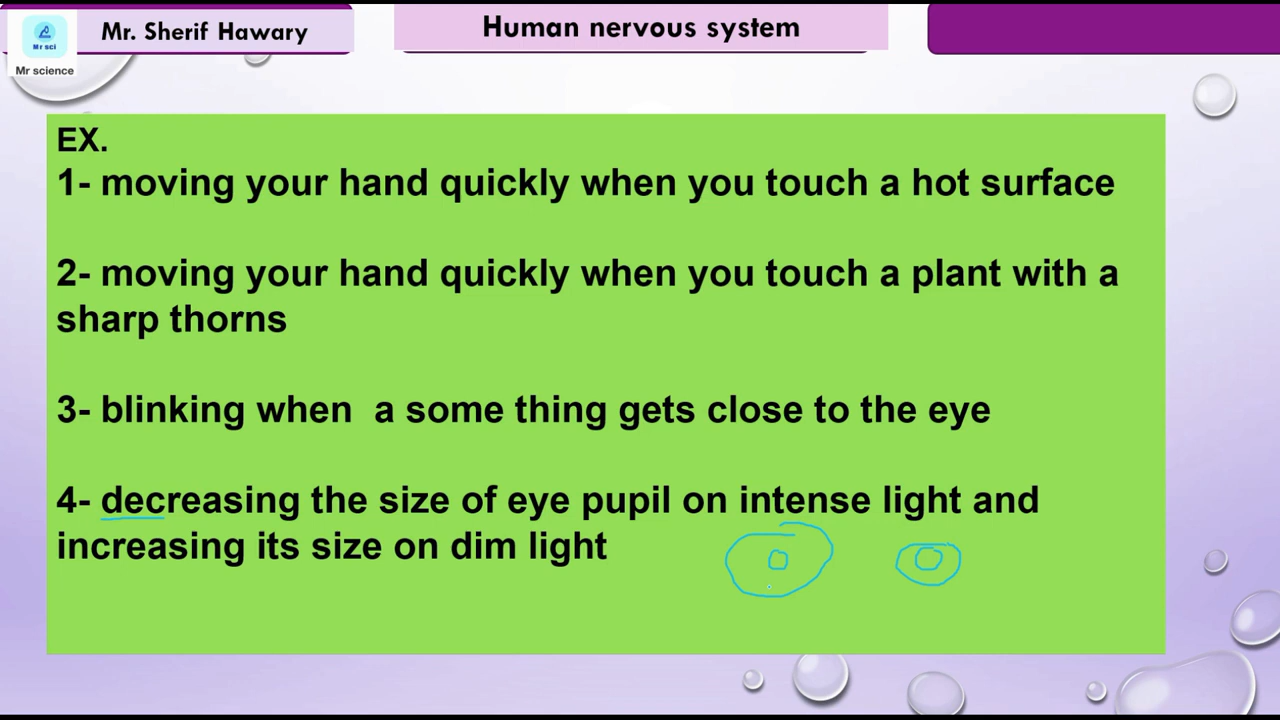 Mr. Sherif Hawary
Human nervous system
Mr sci
Mr science
EX.
1- moving your hand quickly when you touch a hot surface
2- moving your hand quickly when you touch a plant with a
sharp thorns
3- blinking when  a some thing gets close to the eye
4- decreasing the size of eye pupil on intense light and
increasing its size on dim light